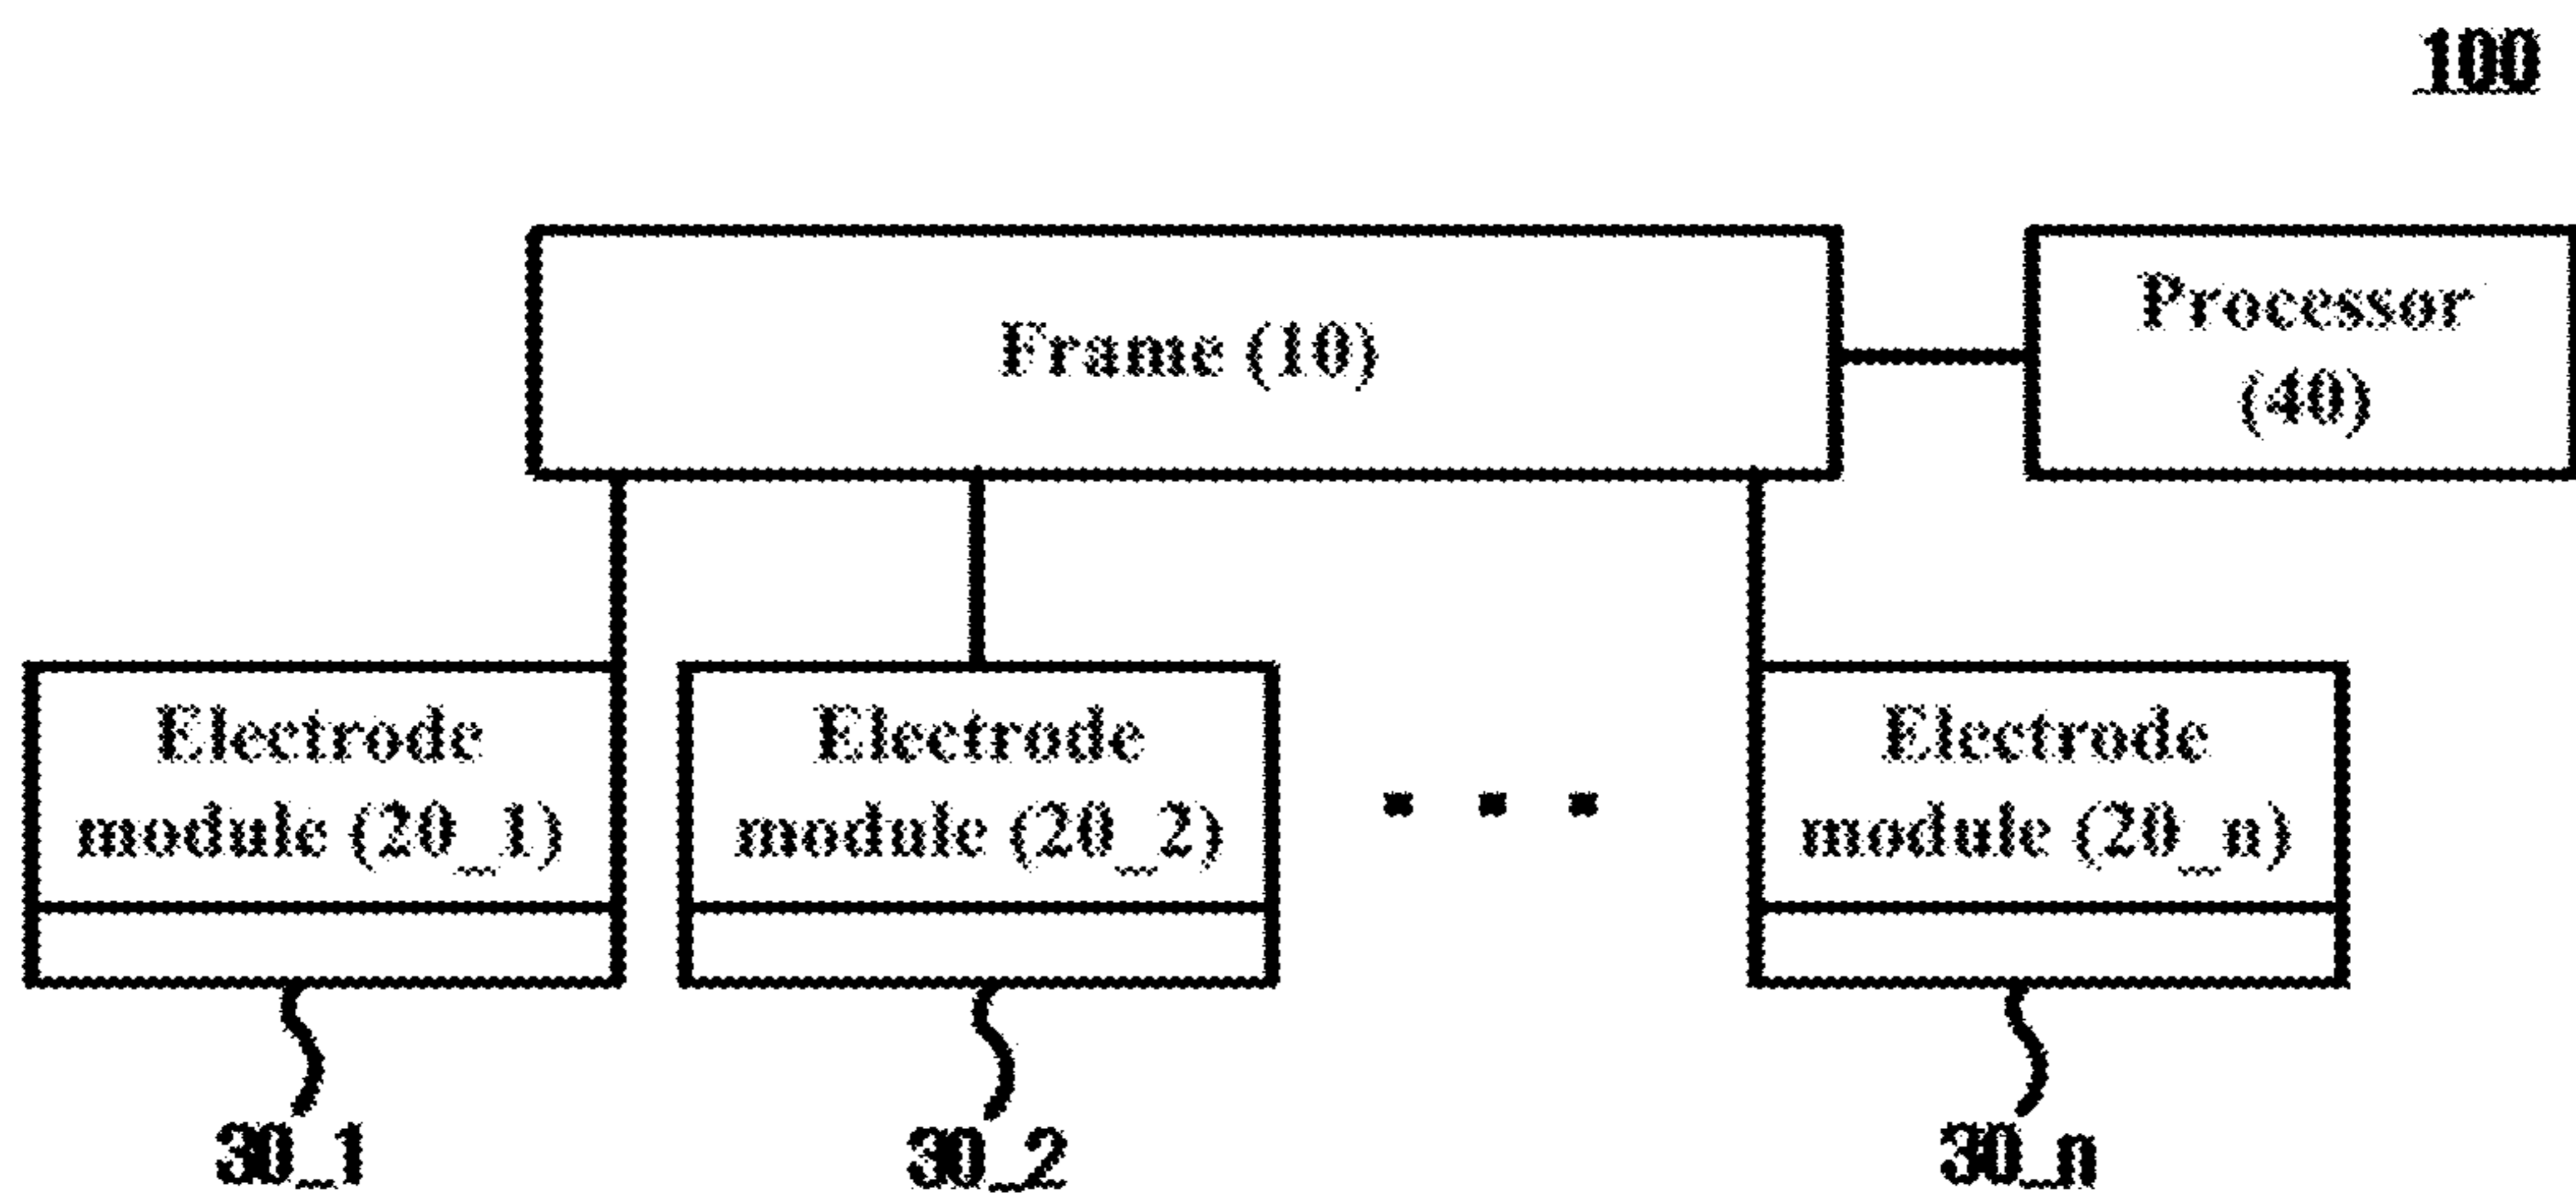 100
Frame (10)
Processor
(40)
Electrode
module (20_1)
Electrode
module (20_2)
. . .
Electrode
module (20_n)
30_1
30_2
30_n